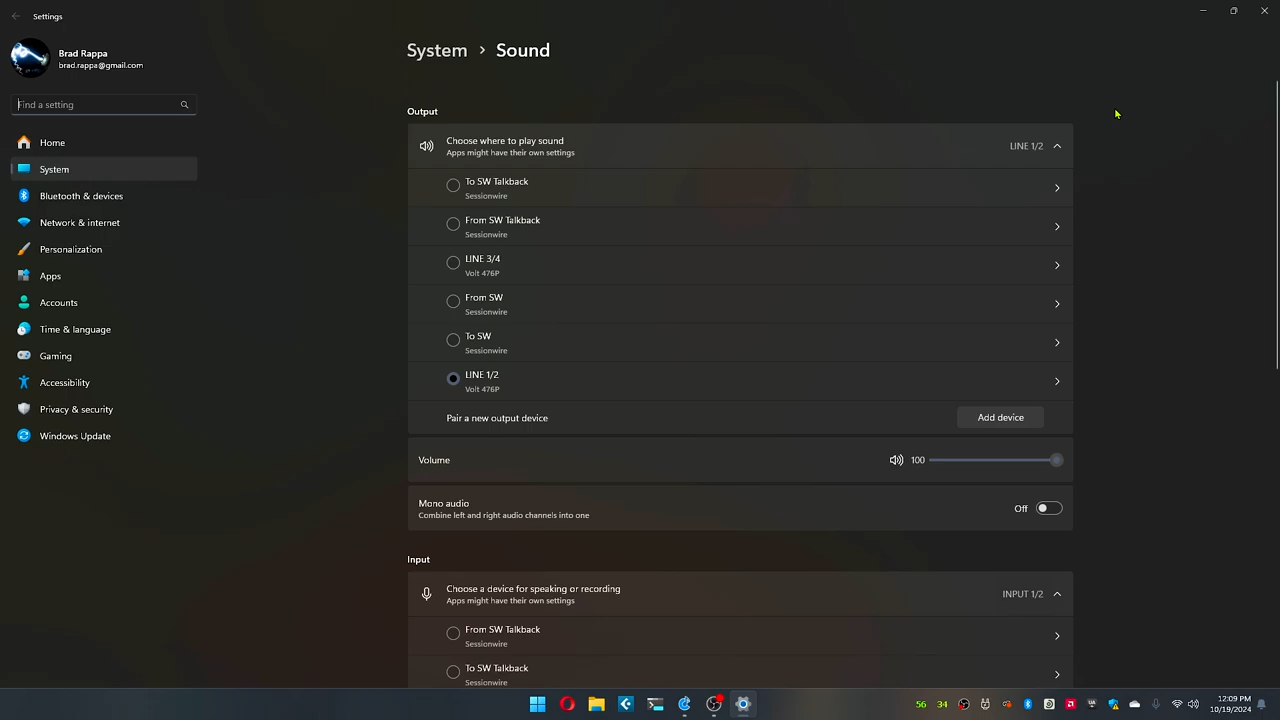 Settings
Brad Rappa
brad.rappa@gmail.com
Find a setting
Home
System
Bluetooth & devices
Network & internet
Personalization
Apps
Accounts
Time & language
Gaming
Accessibility
Privacy & security
Windows Update
System > Sound
Output
Choose where to play sound
Apps might have their own settings
LINE 1/2
To SW Talkback
Sessionwire
From SW Talkback
Sessionwire
LINE 3/4
Volt 476P
From SW
Sessionwire
To SW
Sessionwire
LINE 1/2
Volt 476P
Pair a new output device
Add device
Volume
100
Mono audio
Combine left and right audio channels into one
Off
Input
Choose a device for speaking or recording
Apps might have their own settings
INPUT 1/2
From SW Talkback
Sessionwire
To SW Talkback
Sessionwire
56 34
12:09 PM
10/19/2024